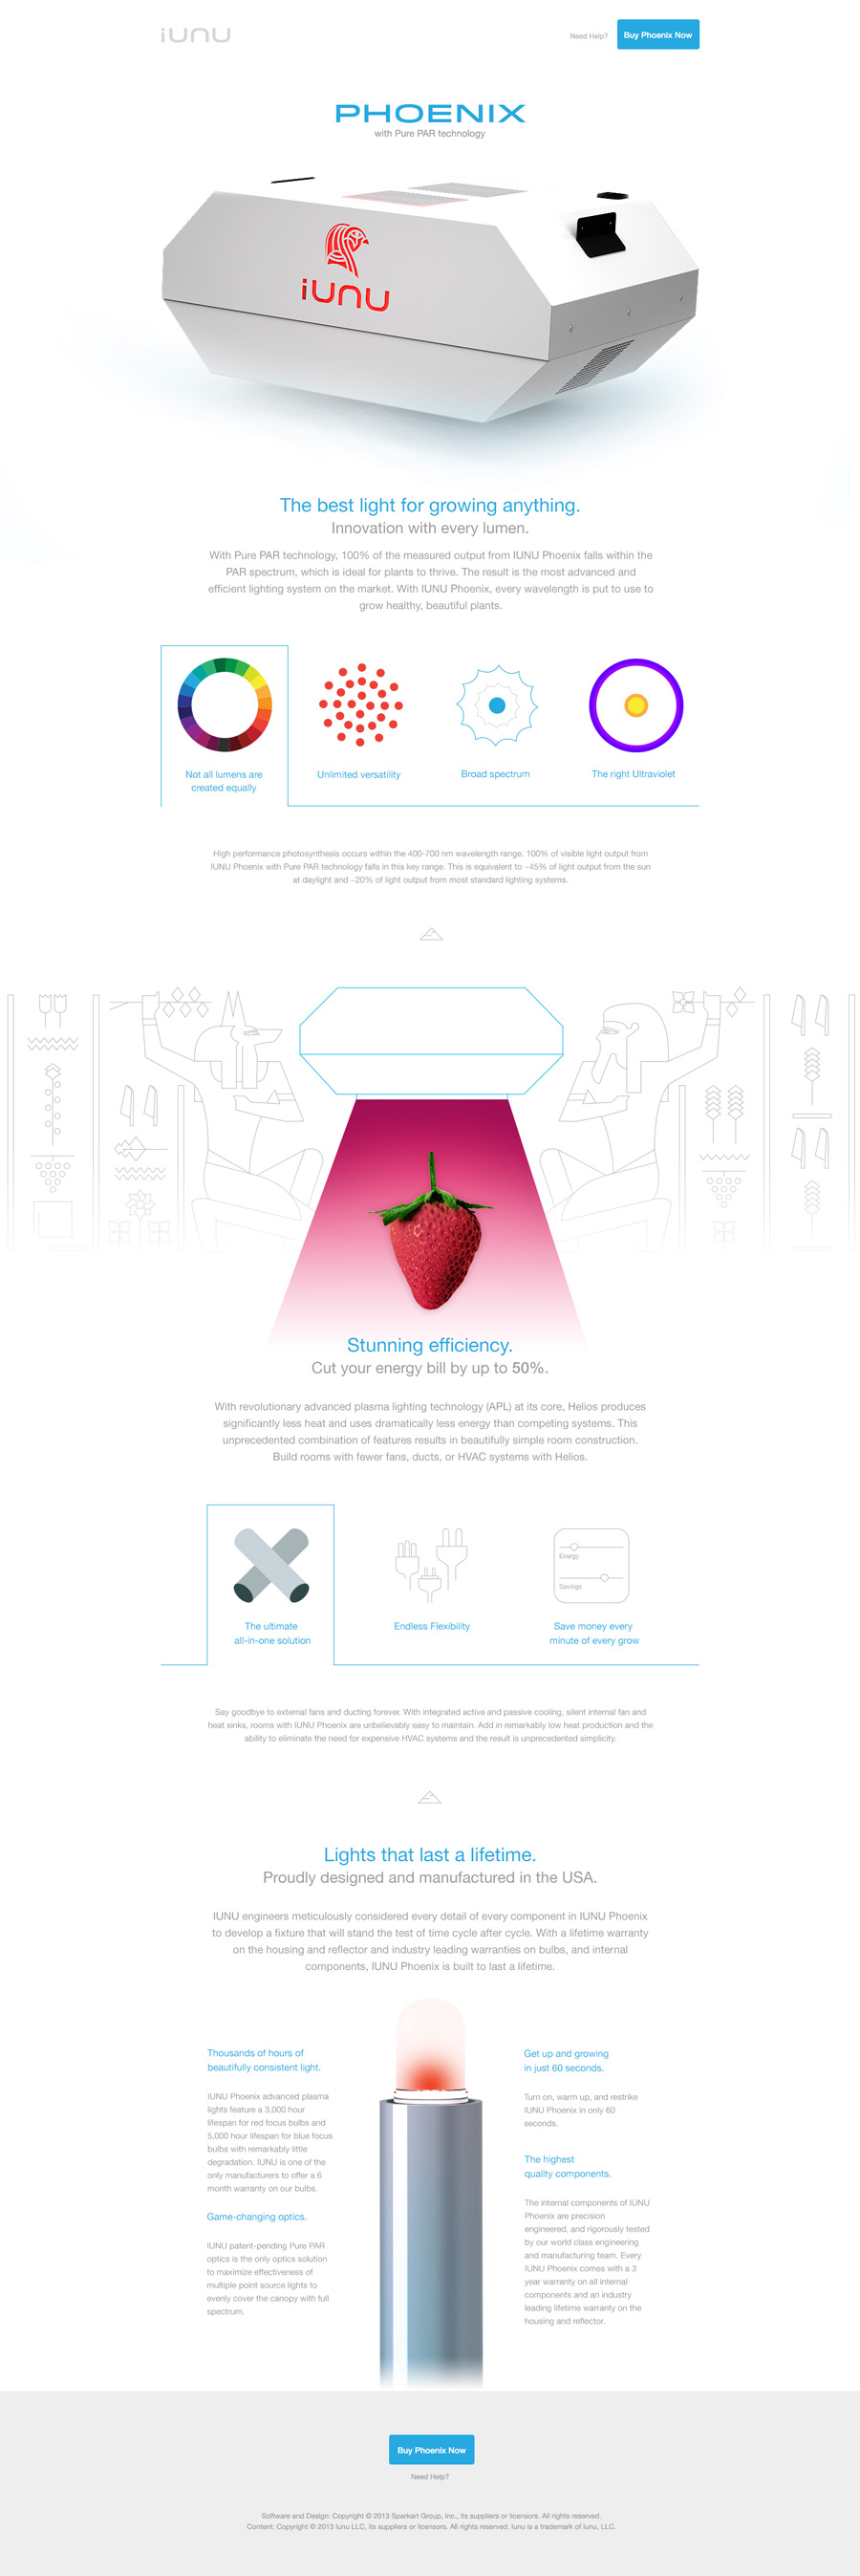 iunu
Need Help?
Buy Phoenix Now
PHOENIX
with Pure PAR technology
iunu
The best light for growing anything.
Innovation with every lumen.
With Pure PAR technology, 100% of the measured output from IUNU Phoenix falls within the
PAR spectrum, which is ideal for plants to thrive. The result is the most advanced and
efficient lighting system on the market. With IUNU Phoenix, every wavelength is put to use to
grow healthy, beautiful plants.
Not all lumens are
created equally
Unlimited versatility
Broad spectrum
The right Ultraviolet
High performance photosynthesis occurs within the 400-700 nm wavelength range. 100% of visible light output from
IUNU Phoenix with Pure PAR technology falls in this key range. This is equivalent to ~45% of light output from the sun
at daylight and ~20% of light output from most standard lighting systems.
Stunning efficiency.
Cut your energy bill by up to 50%.
With revolutionary advanced plasma lighting technology (APL) at its core, Helios produces
significantly less heat and uses dramatically less energy than competing systems. This
unprecedented combination of features results in beautifully simple room construction.
Build rooms with fewer fans, ducts, or HVAC systems with Helios.
Energy
Savings
The ultimate
all-in-one solution
Endless Flexibility
Save money every
minute of every grow
Say goodbye to external fans and ducting forever. With integrated active and passive cooling, silent internal fan and
heat sinks, rooms with IUNU Phoenix are unbelievably easy to maintain. Add in remarkably low heat production and the
ability to eliminate the need for expensive HVAC systems and the result is unprecedented simplicity.
Lights that last a lifetime.
Proudly designed and manufactured in the USA.
IUNU engineers meticulously considered every detail of every component in IUNU Phoenix
to develop a fixture that will stand the test of time cycle after cycle. With a lifetime warranty
on the housing and reflector and industry leading warranties on bulbs, and internal
components, IUNU Phoenix is built to last a lifetime.
Thousands of hours of
beautifully consistent light.
IUNU Phoenix advanced plasma
lights feature a 3,000 hour
lifespan for red focus bulbs and
5,000 hour lifespan for blue focus
bulbs with remarkably little
degradation. IUNU is one of the
only manufacturers to offer a 6
month warranty on our bulbs.
Game-changing optics.
IUNU patent-pending Pure PAR
optics is the only optics solution
to maximize effectiveness of
multiple point source lights to
evenly cover the canopy with full
spectrum.
Get up and growing
in just 60 seconds.
Turn on, warm up, and restrike
IUNU Phoenix in only 60
seconds.
The highest
quality components.
The internal components of IUNU
Phoenix are precision
engineered, and rigorously tested
by our world class engineering
and manufacturing team. Every
IUNU Phoenix comes with a 3
year warranty on all internal
components and an industry
leading lifetime warranty on the
housing and reflector.
Buy Phoenix Now
Need Help?
Software and Design: Copyright © 2013 Sparkart Group, Inc., its suppliers or licensors. All rights reserved.
Content: Copyright © 2013 Iunu LLC, its suppliers or licensors. All rights reserved. Iunu is a trademark of Iunu, LLC.